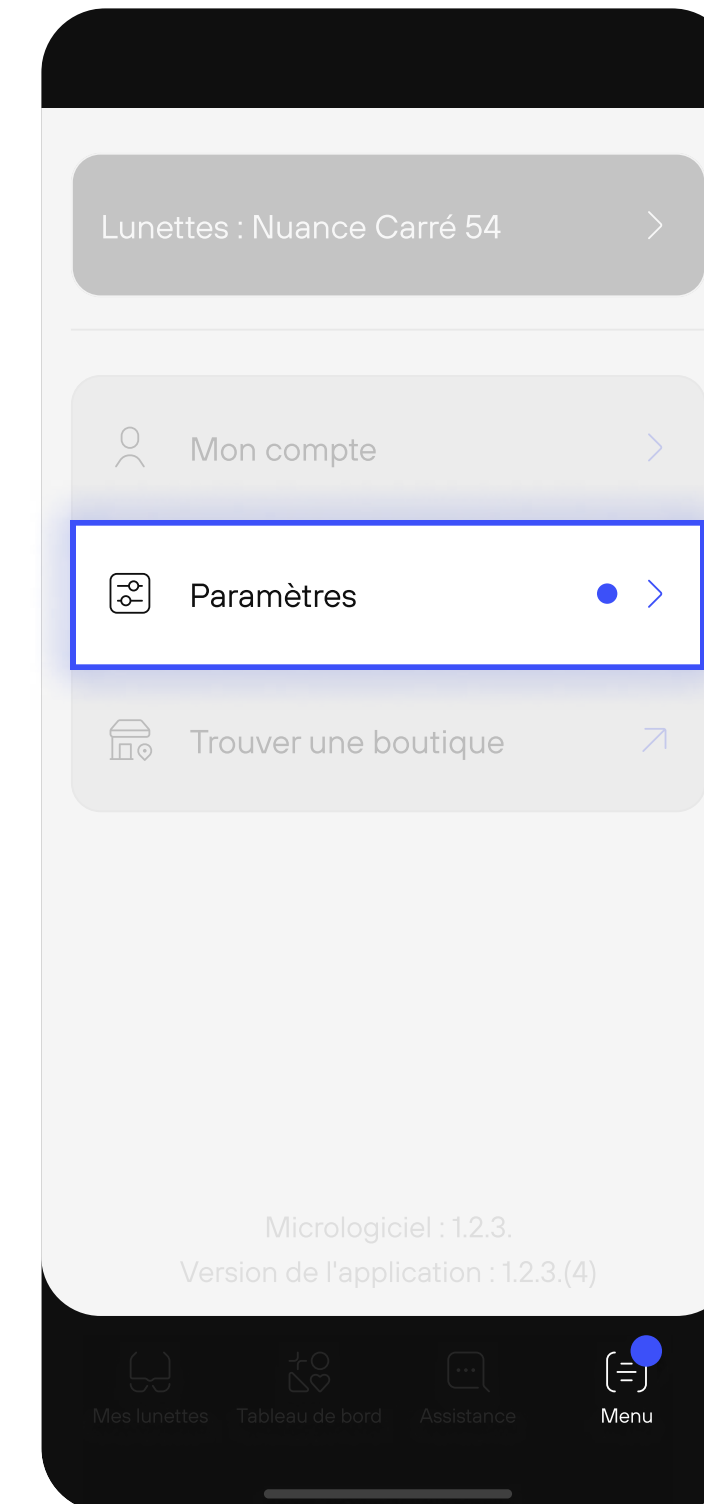 Lunettes : Nuance Carré 54
Mon compte
Paramètres
Trouver une boutique
Micrologiciel : 1.2.3.
Version de l'application : 1.2.3.(4)
Mes lunettes
Tableau de bord
Assistance
Menu